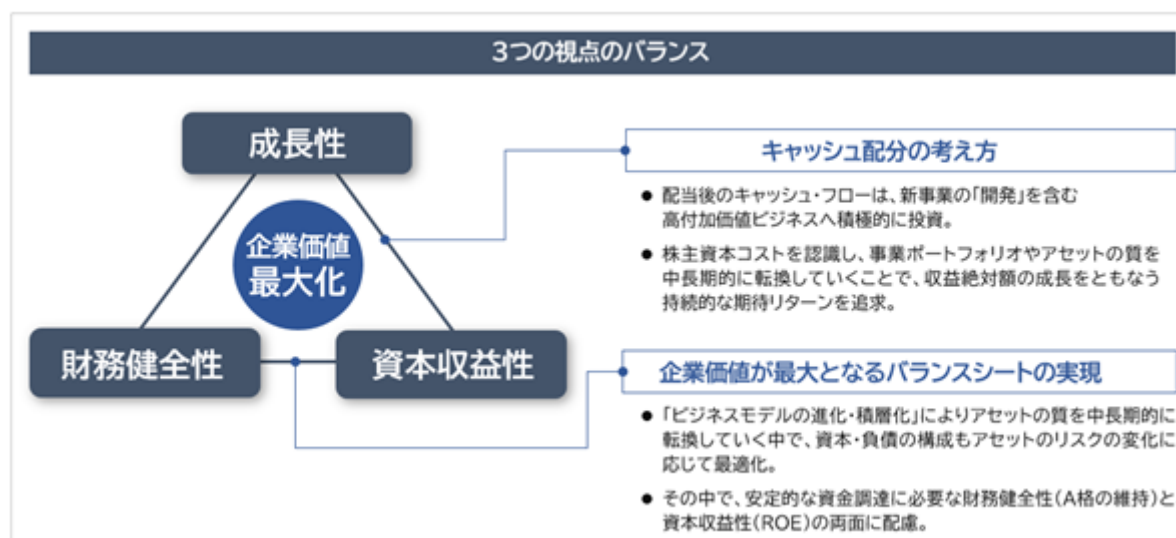 3つの視点のバランス
成長性
企業価値
最大化
財務健全性
資本収益性
キャッシュ配分の考え方
● 配当後のキャッシュ・フローは、新事業の「開発」を含む
高付加価値ビジネスへ積極的に投資。
● 株主資本コストを認識し、事業ポートフォリオやアセットの質を
中長期的に転換していくことで、収益絶対額の成長をともなう
持続的な期待リターンを追求。
企業価値が最大となるバランスシートの実現
● 「ビジネスモデルの進化・積層化」によりアセットの質を中長期的に
転換していく中で、資本・負債の構成もアセットのリスクの変化に
応じて最適化。
● その中で、安定的な資金調達に必要な財務健全性(A格の維持)と
資本収益性(ROE)の両面に配慮。